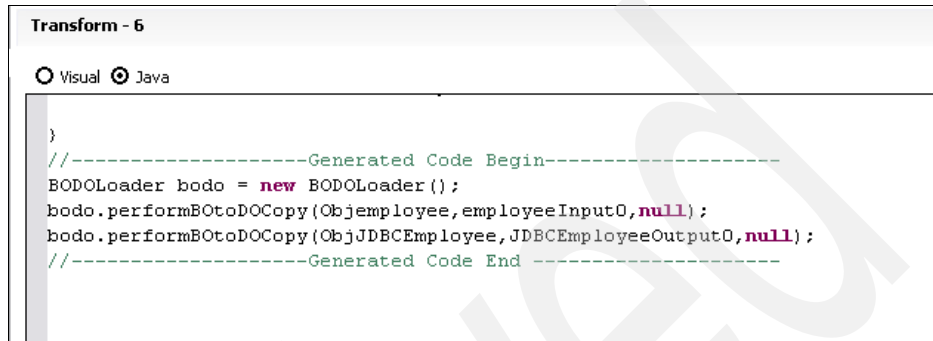 Transform - 6
Visual Java
}
//--------------------Generated Code Begin--------------------
BODOLoader bodo = new BODOLoader();
bodo.performBOtoDOCopy(Objemployee,employeeInput0,null);
bodo.performBOtoDOCopy(ObjJDBCEmployee,JDBCEmployeeOutput0,null);
//--------------------Generated Code End ---------------------